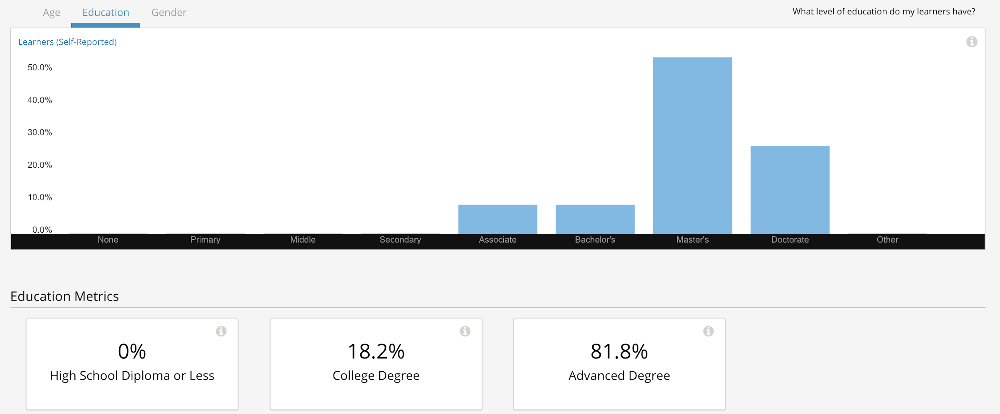 Age Education Gender What level of education do my learners have?
Learners (Self-Reported)
50.0%
40.0%
30.0%
20.0%
10.0%
0.0%
None Primary Middle Secondary Associate Bachelor's Master's Doctorate Other
Education Metrics
0% 18.2% 81.8%
High School Diploma or Less College Degree Advanced Degree